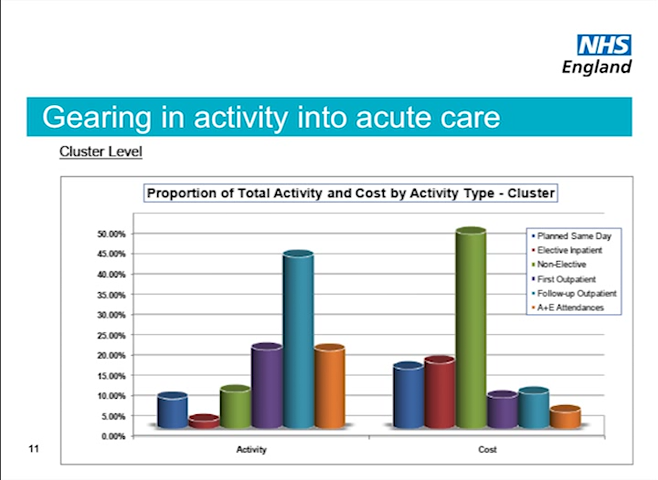 NHS
England
Gearing in activity into acute care
Cluster Level
Proportion of Total Activity and Cost by Activity Type - Cluster
50.00%
45.00%
40.00%
35.00%
30.00%
25.00%
20.00%
15.00%
10.00%
5.00%
0.00%
Planned Same Day
Elective Inpatient
Non-Elective
First Outpatient
Follow-up Outpatient
A+E Attendances
Activity
Cost
11